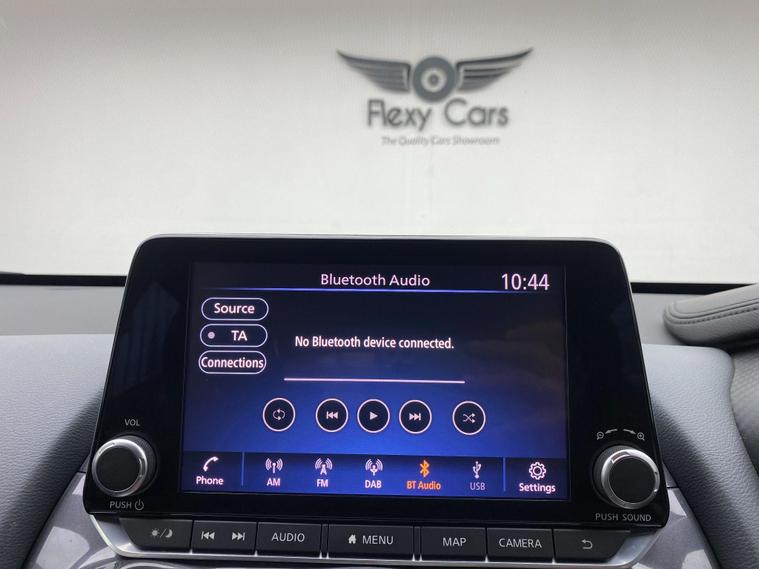 Flexy Cars
The Quality Cars Showroom
Bluetooth Audio 10:44
Source
TA
No Bluetooth device connected.
Connections
VOL
PUSH
Phone AM FM DAB BT Audio USB Settings
PUSH SOUND
AUDIO MENU MAP CAMERA